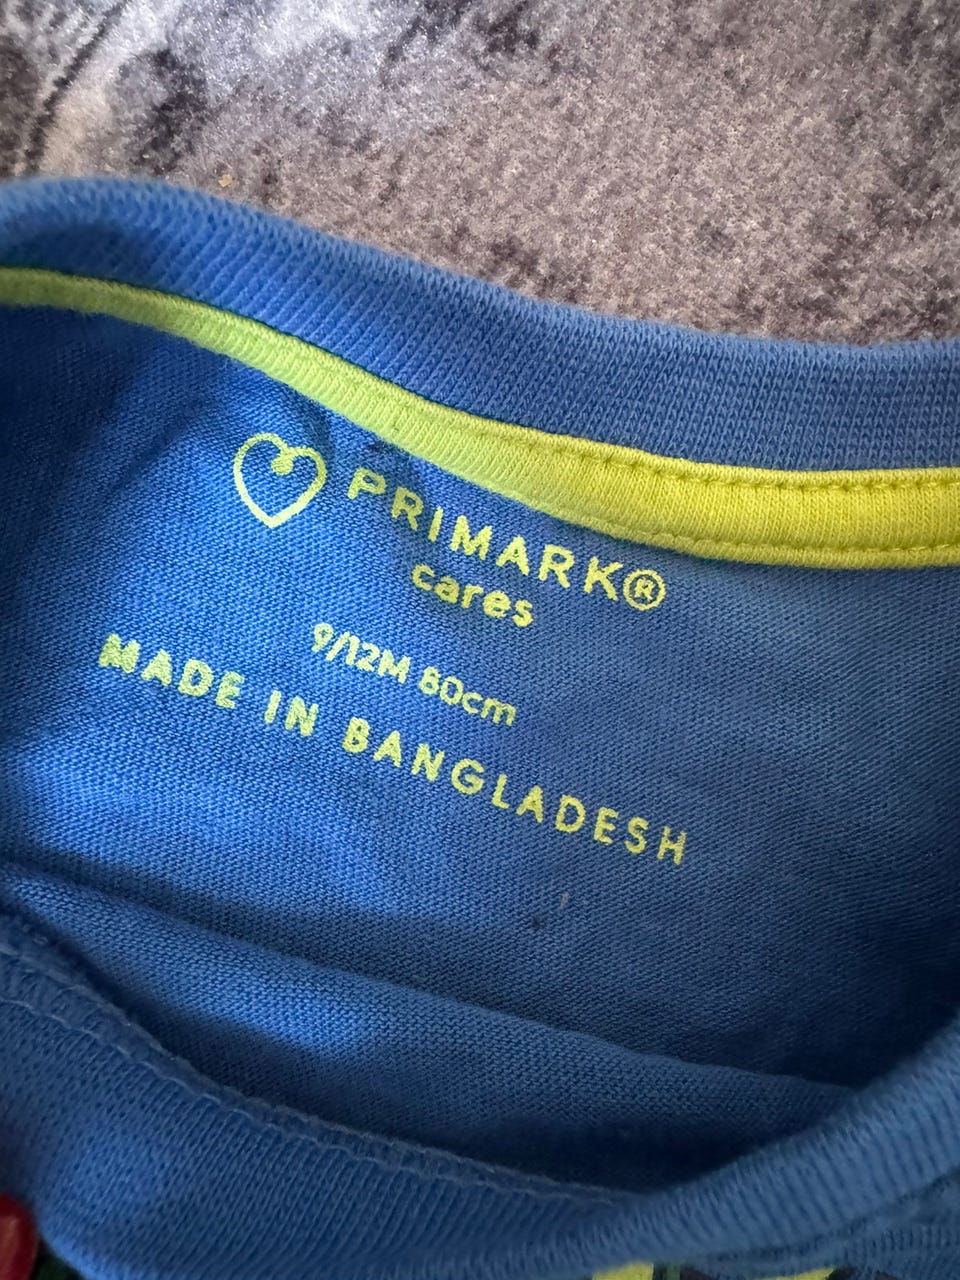 PRIMARK®
cares
9/12M 80cm
MADE IN BANGLADESH